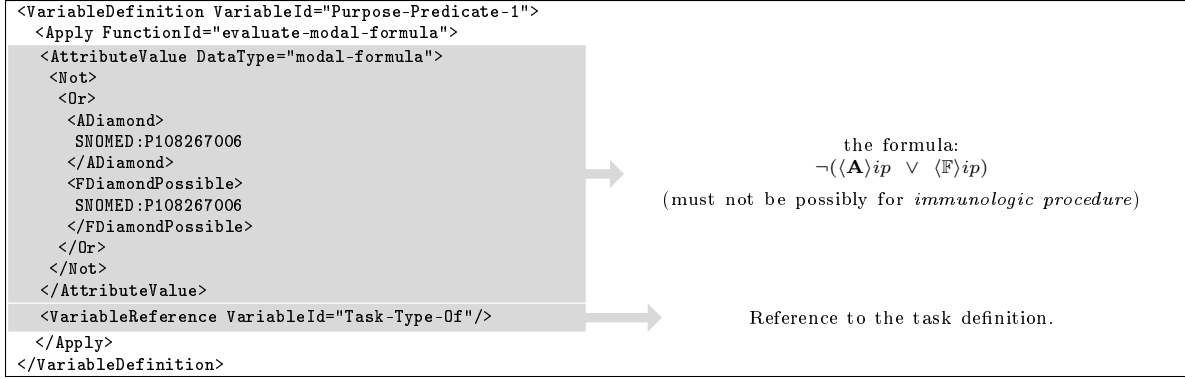 <VariableDefinition VariableId="Purpose-Predicate-1">
<Apply FunctionId="evaluate-modal-formula">
<AttributeValue DataType="modal-formula">
<Not>
<Or>
<ADiamond>
SNOMED:P108267006
</ADiamond>
<FDiamondPossible>
SNOMED:P108267006
</FDiamondPossible>
</Or>
</Not>
</AttributeValue>
<VariableReference VariableId="Task-Type-Of"/>
</Apply>
</VariableDefinition>
the formula:
¬(⟨𝐀⟩ip ∨ ⟨𝔽⟩ip)
(must not be possibly for immunologic procedure)
Reference to the task definition.